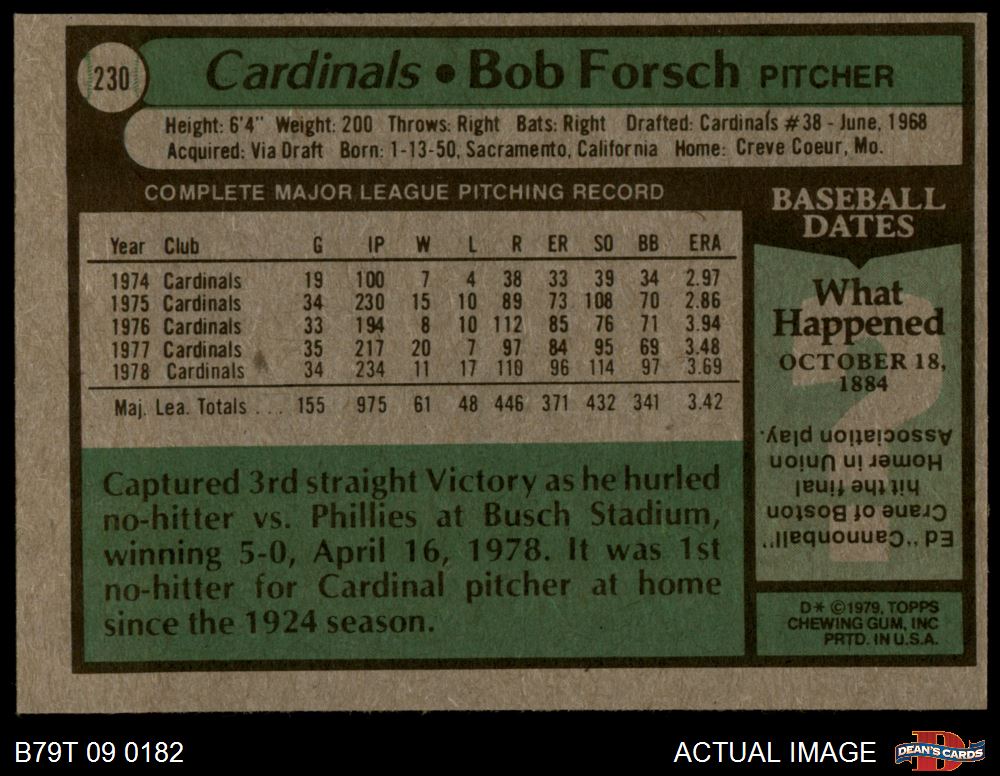 230
Cardinals • Bob Forsch PITCHER
Height: 6'4" Weight: 200 Throws: Right Bats: Right Drafted: Cardinals #38 - June, 1968
Acquired: Via Draft Born: 1-13-50, Sacramento, California Home: Creve Coeur, Mo.
COMPLETE MAJOR LEAGUE PITCHING RECORD
Year Club G IP W L R ER SO BB ERA
1974 Cardinals 19 100 7 4 38 33 39 34 2.97
1975 Cardinals 34 230 15 10 89 73 108 70 2.86
1976 Cardinals 33 194 8 10 112 85 76 71 3.94
1977 Cardinals 35 217 20 7 97 84 95 69 3.48
1978 Cardinals 34 234 11 17 110 96 114 97 3.69
Maj. Lea. Totals . . . 155 975 61 48 446 371 432 341 3.42
Captured 3rd straight Victory as he hurled
no-hitter vs. Phillies at Busch Stadium,
winning 5-0, April 16, 1978. It was 1st
no-hitter for Cardinal pitcher at home
since the 1924 season.
BASEBALL
DATES
What
Happened
OCTOBER 18,
1884
Ed "Cannonball"
Crane of Boston
hit the final
Homer in Union
Association play.
D* ©1979, TOPPS
CHEWING GUM, INC
PRTD. IN U.S.A.
B79T 09 0182
ACTUAL IMAGE
D
DEAN'S CARDS